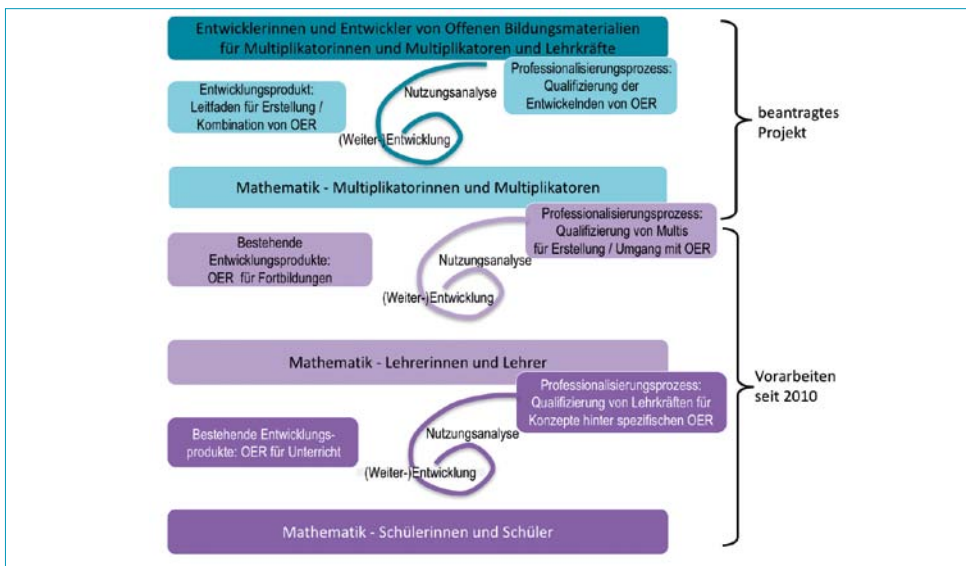 Entwicklerinnen und Entwickler von Offenen Bildungsmaterialien
für Multiplikatorinnen und Multiplikatoren und Lehrkräfte
Entwicklungsprodukt:
Leitfaden für Erstellung /
Kombination von OER
Nutzungsanalyse
(Weiter-)Entwicklung
Professionalisierungsprozess:
Qualifizierung der
Entwickelnden von OER
beantragtes
Projekt
Mathematik - Multiplikatorinnen und Multiplikatoren
Bestehende
Entwicklungsprodukte:
OER für Fortbildungen
Nutzungsanalyse
(Weiter-)Entwicklung
Professionalisierungsprozess:
Qualifizierung von Multis
für Erstellung / Umgang mit OER
Mathematik - Lehrerinnen und Lehrer
Vorarbeiten
seit 2010
Bestehende Entwicklungs-
produkte: OER für Unterricht
Nutzungsanalyse
(Weiter-)Entwicklung
Professionalisierungsprozess:
Qualifizierung von Lehrkräften für
Konzepte hinter spezifischen OER
Mathematik - Schülerinnen und Schüler